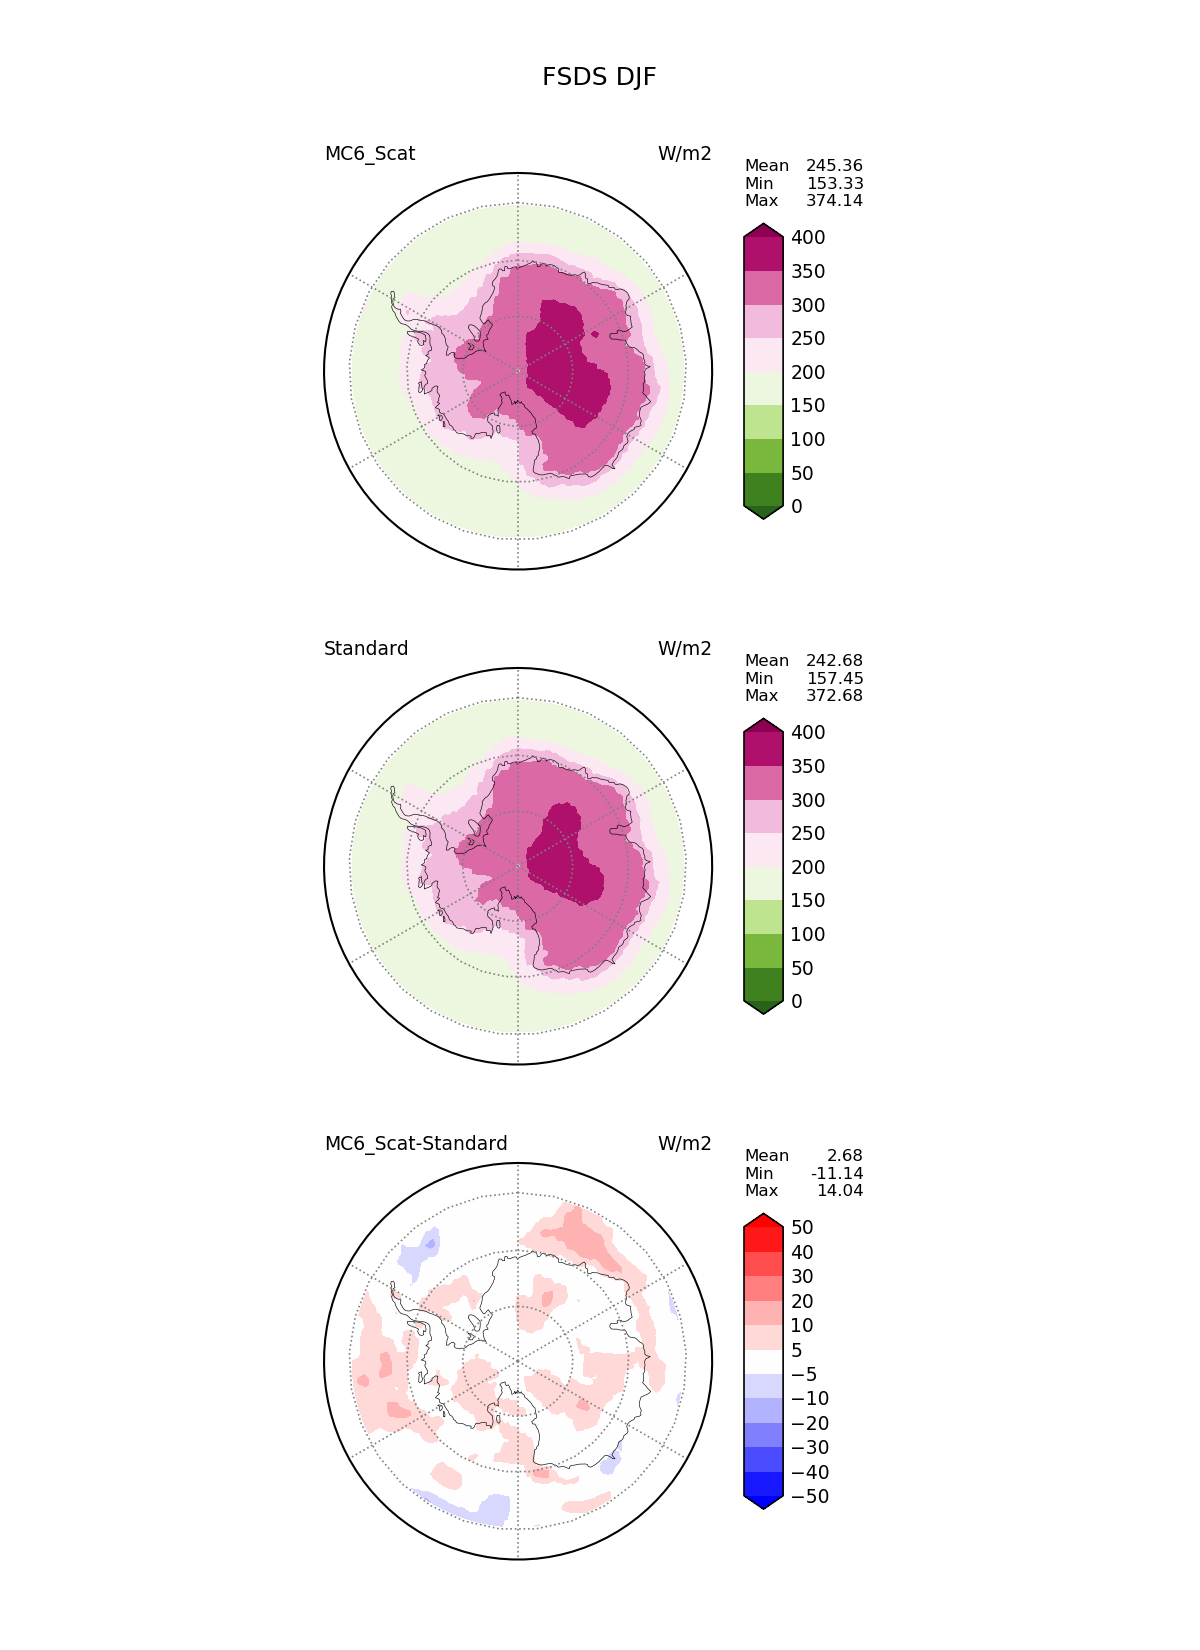 FSDS DJF
MC6_Scat W/m2
Mean 245.36
Min 153.33
Max 374.14
400
350
300
250
200
150
100
50
0
Standard W/m2
Mean 242.68
Min 157.45
Max 372.68
400
350
300
250
200
150
100
50
0
MC6_Scat-Standard W/m2
Mean 2.68
Min -11.14
Max 14.04
50
40
30
20
10
5
−5
−10
−20
−30
−40
−50